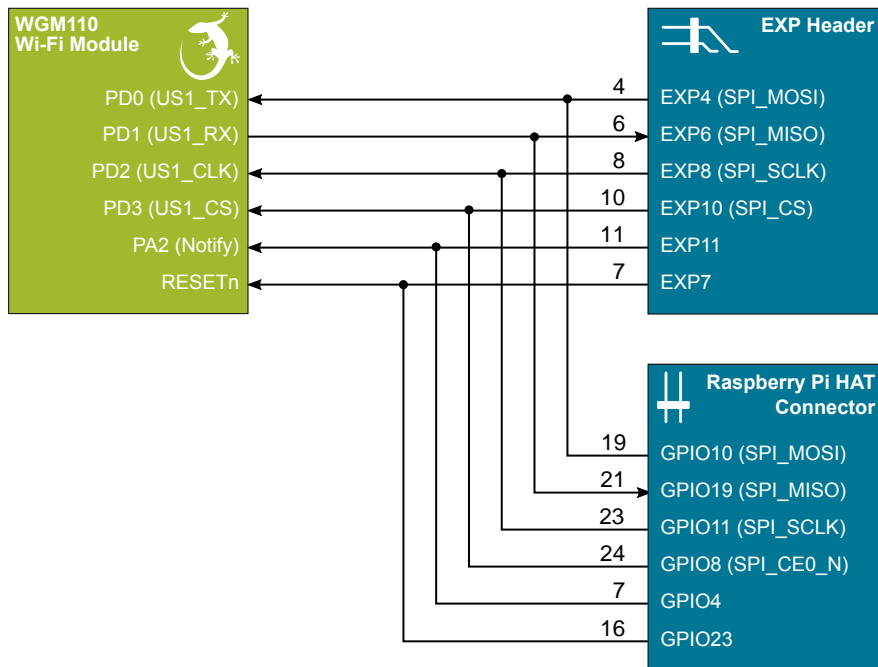 WGM110
Wi-Fi Module
PD0 (US1_TX)
PD1 (US1_RX)
PD2 (US1_CLK)
PD3 (US1_CS)
PA2 (Notify)
RESETn
EXP Header
4 EXP4 (SPI_MOSI)
6 EXP6 (SPI_MISO)
8 EXP8 (SPI_SCLK)
10 EXP10 (SPI_CS)
11 EXP11
7 EXP7
Raspberry Pi HAT
Connector
19 GPIO10 (SPI_MOSI)
21 GPIO19 (SPI_MISO)
23 GPIO11 (SPI_SCLK)
24 GPIO8 (SPI_CE0_N)
7 GPIO4
16 GPIO23